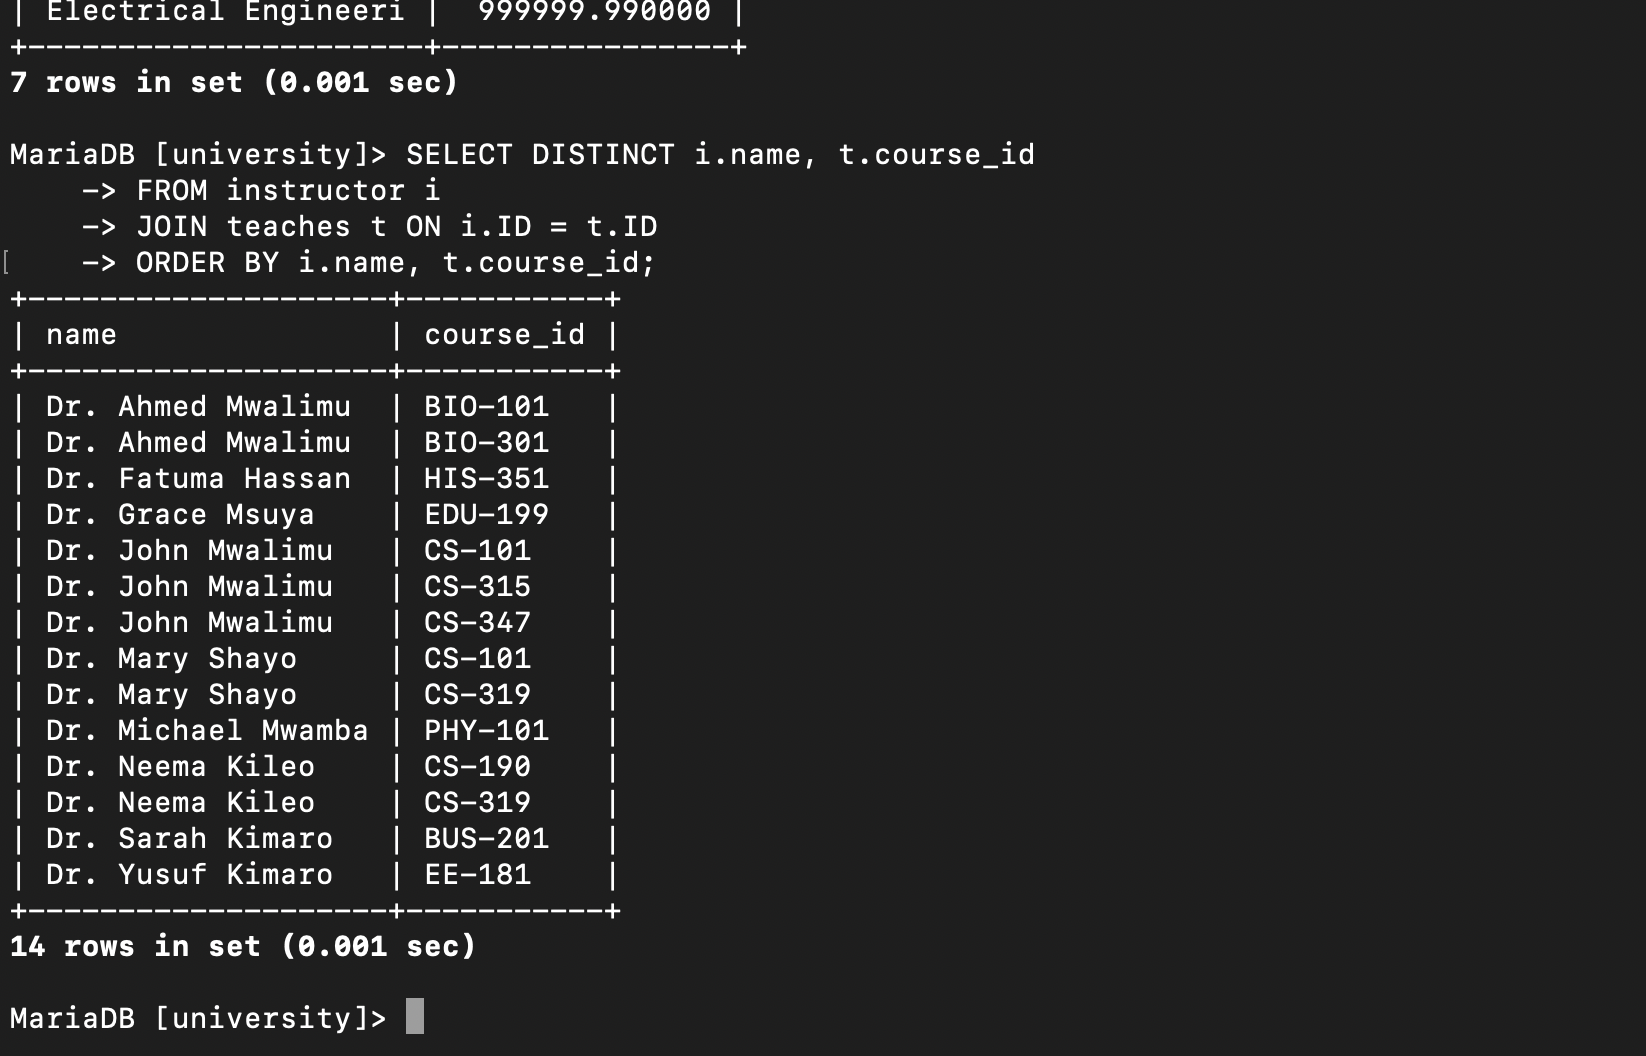 | Electrical Engineeri |  999999.990000 |
+----------------------+----------------+
7 rows in set (0.001 sec)

MariaDB [university]> SELECT DISTINCT i.name, t.course_id
    -> FROM instructor i
    -> JOIN teaches t ON i.ID = t.ID
[    -> ORDER BY i.name, t.course_id;
+--------------------+-----------+
| name               | course_id |
+--------------------+-----------+
| Dr. Ahmed Mwalimu  | BIO-101   |
| Dr. Ahmed Mwalimu  | BIO-301   |
| Dr. Fatuma Hassan  | HIS-351   |
| Dr. Grace Msuya    | EDU-199   |
| Dr. John Mwalimu   | CS-101    |
| Dr. John Mwalimu   | CS-315    |
| Dr. John Mwalimu   | CS-347    |
| Dr. Mary Shayo     | CS-101    |
| Dr. Mary Shayo     | CS-319    |
| Dr. Michael Mwamba | PHY-101   |
| Dr. Neema Kileo    | CS-190    |
| Dr. Neema Kileo    | CS-319    |
| Dr. Sarah Kimaro   | BUS-201   |
| Dr. Yusuf Kimaro   | EE-181    |
+--------------------+-----------+
14 rows in set (0.001 sec)

MariaDB [university]>